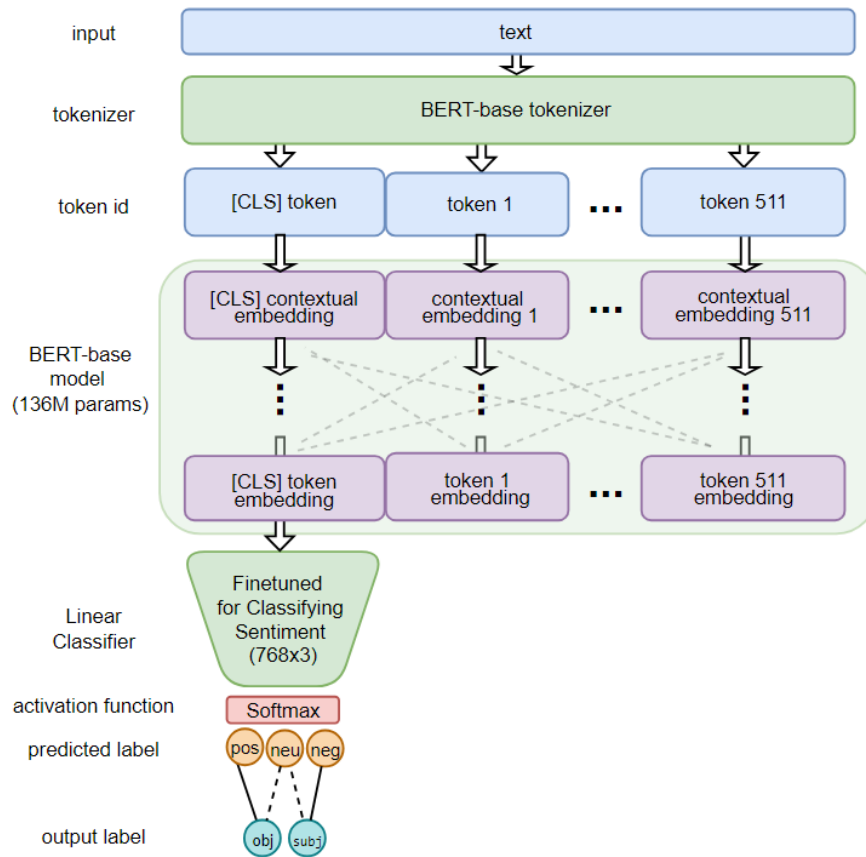 input
text
tokenizer
BERT-base tokenizer
token id
[CLS] token
token 1
...
token 511
[CLS] contextual
embedding
contextual
embedding 1
...
contextual
embedding 511
BERT-base
model
(136M params)
[CLS] token
embedding
token 1
embedding
...
token 511
embedding
Linear
Classifier
Finetuned
for Classifying
Sentiment
(768x3)
activation function
Softmax
predicted label
pos
neu
neg
output label
obj
subj